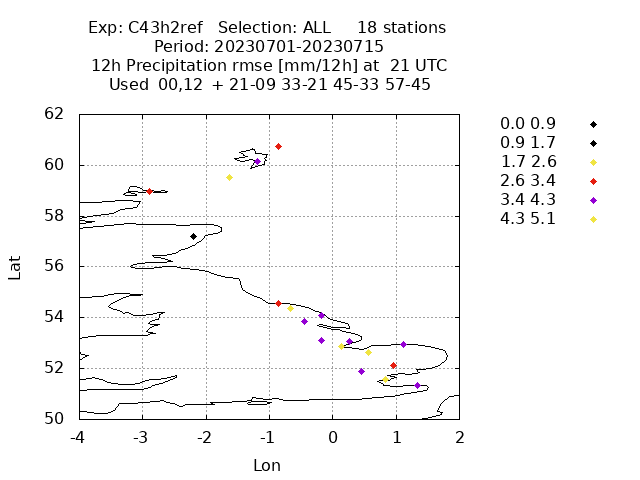 Exp: C43h2ref   Selection: ALL     18 stations
Period: 20230701-20230715
12h Precipitation rmse [mm/12h] at  21 UTC
Used  00,12  + 21-09 33-21 45-33 57-45
0.0 0.9
0.9 1.7
1.7 2.6
2.6 3.4
3.4 4.3
4.3 5.1
62
60
58
56
54
52
50
Lat
-4 -3 -2 -1 0 1 2
Lon